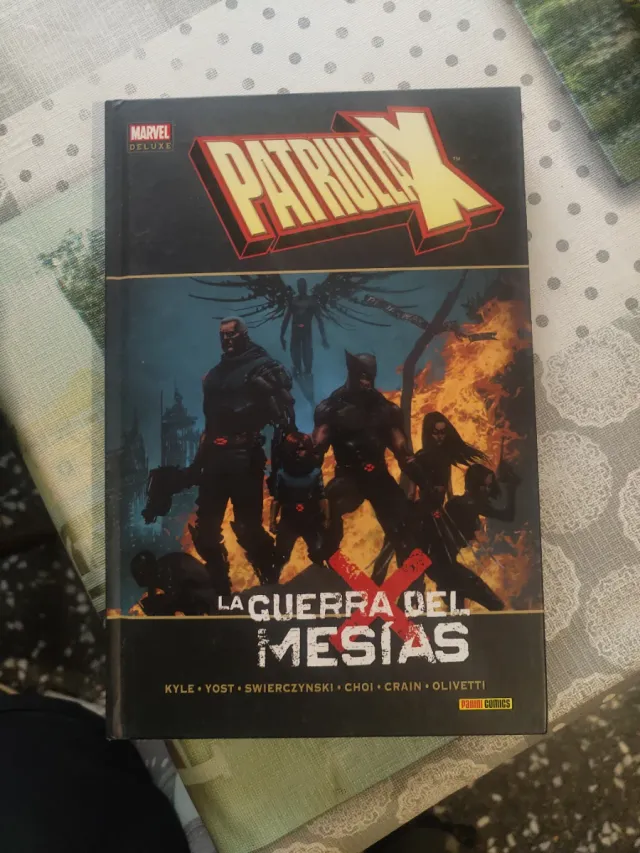 MARVEL
DELUXE
PATRULLA-X
LA GUERRA DEL
MESÍAS
KYLE • YOST • SWIERCZYNSKI • CHOI • CRAIN • OLIVETTI
PANINI COMICS